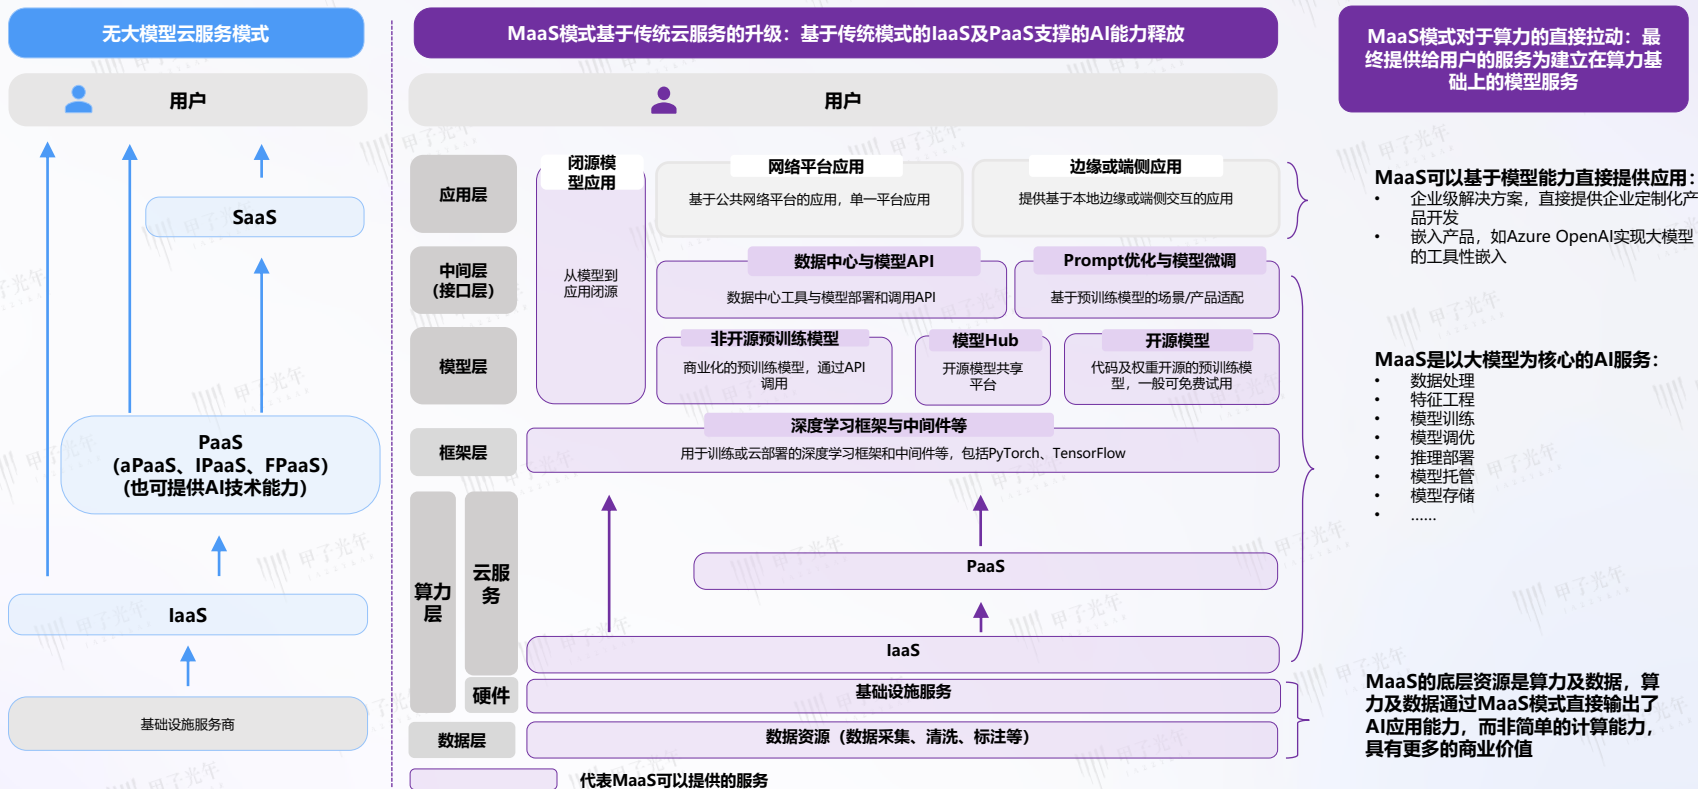 无大模型云服务模式
用户
SaaS
PaaS
（aPaaS、IPaaS、FPaaS）
（也可提供AI技术能力）
IaaS
基础设施服务商
MaaS模式基于传统云服务的升级：基于传统模式的IaaS及PaaS支撑的AI能力释放
用户
应用层
闭源模
型应用
从模型到
应用闭源
网络平台应用
基于公共网络平台的应用，单一平台应用
边缘或端侧应用
提供基于本地边缘或端侧交互的应用
中间层
（接口层）
数据中心与模型API
数据中心工具与模型部署和调用API
Prompt优化与模型微调
基于预训练模型的场景/产品适配
模型层
非开源预训练模型
商业化的预训练模型，通过API
调用
模型Hub
开源模型共享
平台
开源模型
代码及权重开源的预训练模
型，一般可免费试用
框架层
深度学习框架与中间件等
用于训练或云部署的深度学习框架和中间件等，包括PyTorch、TensorFlow
算力
层
云服
务
PaaS
IaaS
硬件
基础设施服务
数据层
数据资源（数据采集、清洗、标注等）
代表MaaS可以提供的服务
MaaS模式对于算力的直接拉动：最
终提供给用户的服务为建立在算力基
础上的模型服务
MaaS可以基于模型能力直接提供应用：
• 企业级解决方案，直接提供企业定制化产
品开发
• 嵌入产品，如Azure OpenAI实现大模型
的工具性嵌入
MaaS是以大模型为核心的AI服务：
• 数据处理
• 特征工程
• 模型训练
• 模型调优
• 推理部署
• 模型托管
• 模型存储
• ……
MaaS的底层资源是算力及数据，算
力及数据通过MaaS模式直接输出了
AI应用能力，而非简单的计算能力，
具有更多的商业价值
甲子光年